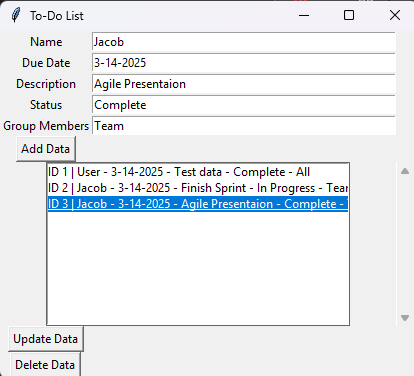 To-Do List
Name Jacob
Due Date 3-14-2025
Description Agile Presentaion
Status Complete
Group Members Team
Add Data
ID 1 | User - 3-14-2025 - Test data - Complete - All
ID 2 | Jacob - 3-14-2025 - Finish Sprint - In Progress - Tear
ID 3 | Jacob - 3-14-2025 - Agile Presentaion - Complete -
Update Data
Delete Data